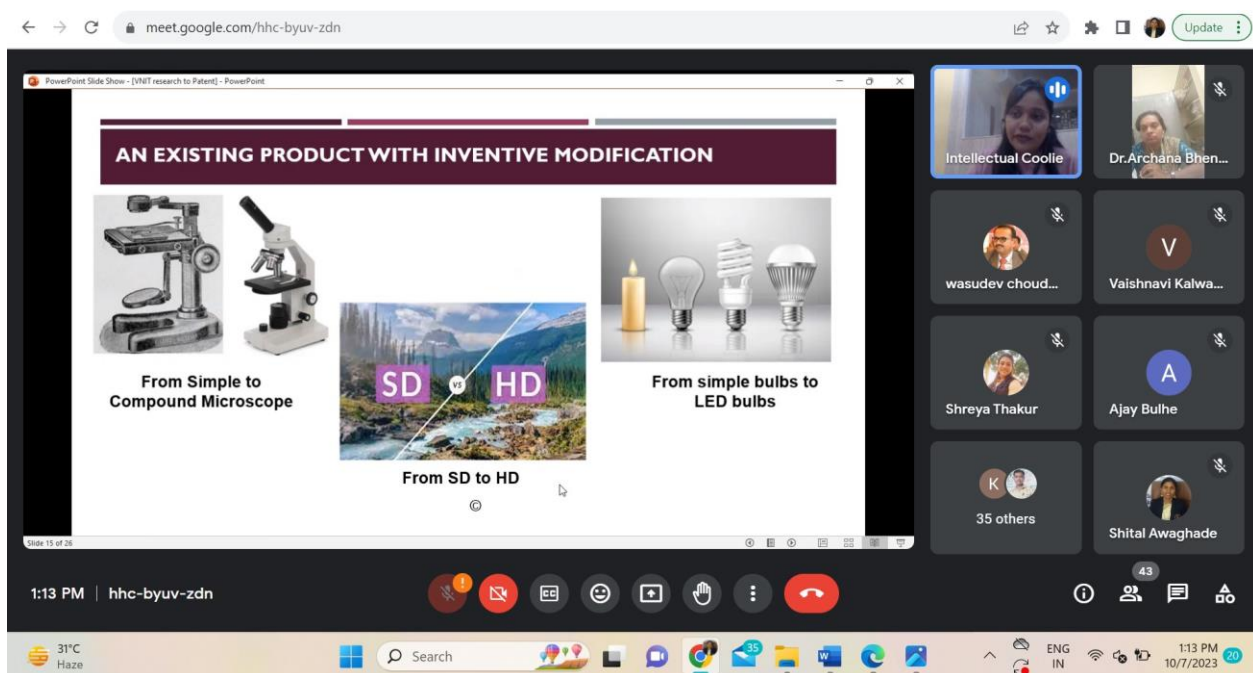 meet.google.com/hhc-byuv-zdn
Update
PowerPoint Slide Show - [VNIT research to Patent] - PowerPoint
AN EXISTING PRODUCT WITH INVENTIVE MODIFICATION
From Simple to
Compound Microscope
SD vs HD
From SD to HD
©
From simple bulbs to
LED bulbs
Slide 15 of 26
Intellectual Coolie
Dr.Archana Bhen...
wasudev choud...
V
Vaishnavi Kalwa...
Shreya Thakur
A
Ajay Bulhe
K
35 others
Shital Awaghade
1:13 PM | hhc-byuv-zdn
CC
43
31°C
Haze
Search
35
ENG
IN
1:13 PM
10/7/2023
20